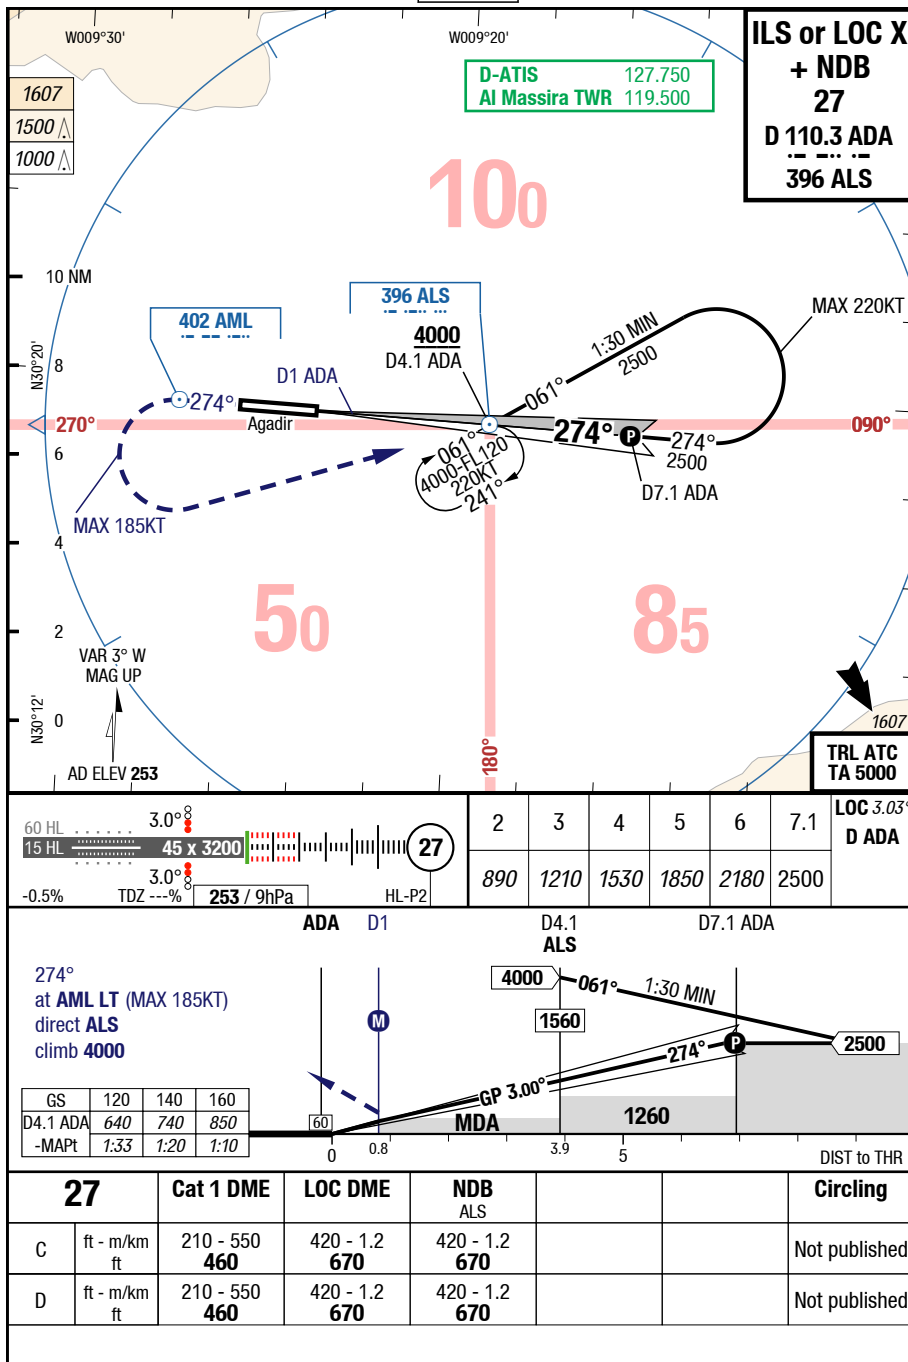 W009°30'
W009°20'
ILS or LOC X
+ NDB
27
D 110.3 ADA
396 ALS
D-ATIS 127.750
Al Massira TWR 119.500
1607
1500
1000
100
10 NM
8
6
4
2
0
N30°20'
N30°12'
402 AML
396 ALS
4000
D4.1 ADA
D1 ADA
274°
Agadir
270°
090°
180°
061°
1:30 MIN
2500
MAX 220KT
274°
P
274°
2500
D7.1 ADA
061°
4000-FL120
220KT
241°
MAX 185KT
50
85
VAR 3° W
MAG UP
AD ELEV 253
1607
TRL ATC
TA 5000
60 HL
15 HL
3.0°
45 x 3200
27
3.0°
-0.5%
TDZ ---%
253 / 9hPa
HL-P2
2 3 4 5 6 7.1 LOC 3.03°
D ADA
890 1210 1530 1850 2180 2500
ADA D1 D4.1 D7.1 ADA
ALS
274°
at AML LT (MAX 185KT)
direct ALS
climb 4000
4000
061°
1:30 MIN
M
1560
P
2500
274°
GP 3.00°
60
MDA
1260
GS 120 140 160
D4.1 ADA 640 740 850
-MAPt 1:33 1:20 1:10
0 0.8 3.9 5 DIST to THR
27 Cat 1 DME LOC DME NDB Circling
ALS
C ft - m/km 210 - 550 420 - 1.2 420 - 1.2 Not published
ft 460 670 670
D ft - m/km 210 - 550 420 - 1.2 420 - 1.2 Not published
ft 460 670 670